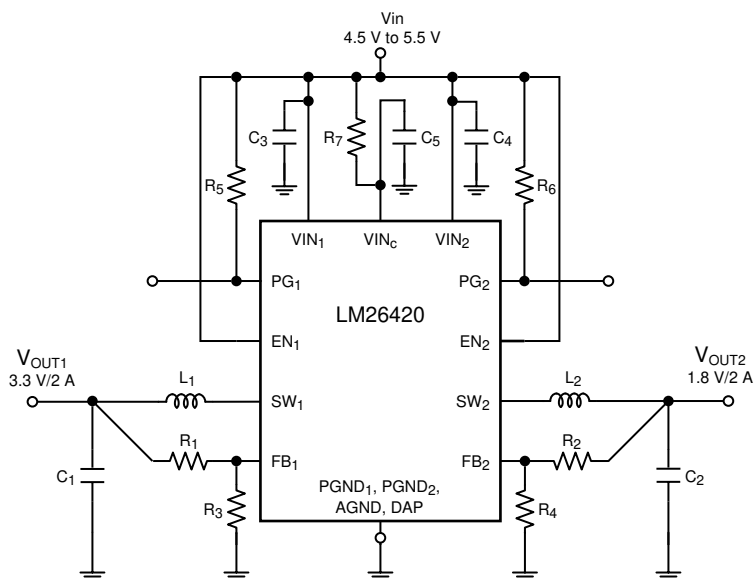 Vin
4.5 V to 5.5 V
C3
R7
C5
C4
R5
R6
VIN1
VINc
VIN2
PG1
PG2
LM26420
EN1
EN2
VOUT1
3.3 V/2 A
VOUT2
1.8 V/2 A
L1
L2
SW1
SW2
R1
R2
FB1
FB2
C1
C2
R3
R4
PGND1, PGND2,
AGND, DAP